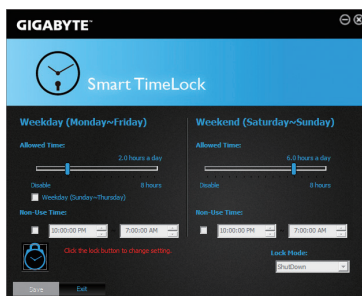 GIGABYTE™
Smart TimeLock
Weekday (Monday~Friday)
Allowed Time:
2.0 hours a day
Disable 8 hours
Weekday (Sunday~Thursday)
Non-Use Time:
10:00:00 PM ~ 7:00:00 AM
Click the lock button to change setting.
Weekend (Saturday~Sunday)
Allowed Time:
6.0 hours a day
Disable 8 hours
Non-Use Time:
10:00:00 PM ~ 7:00:00 AM
Lock Mode:
ShutDown
Save Exit